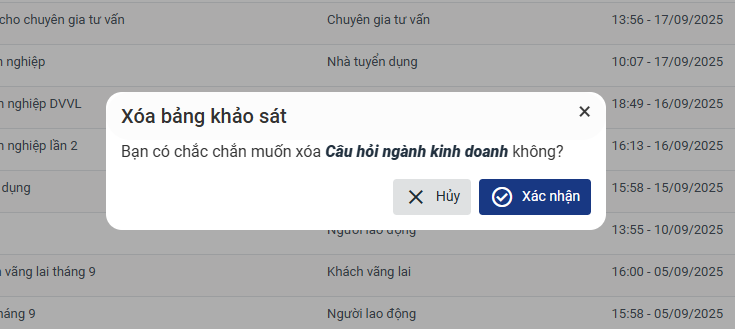 cho chuyên gia tư vấn Chuyên gia tư vấn 13:56 - 17/09/2025
nghiệp Nhà tuyển dụng 10:07 - 17/09/2025
nghiệp DVVL 18:49 - 16/09/2025
Xóa bảng khảo sát
Bạn có chắc chắn muốn xóa Câu hỏi ngành kinh doanh không?
nghiệp lần 2 16:13 - 16/09/2025
dụng 15:58 - 15/09/2025
Hủy Xác nhận
Người lao động 13:55 - 10/09/2025
vãng lai tháng 9 Khách vãng lai 16:00 - 05/09/2025
háng 9 Người lao động 15:58 - 05/09/2025